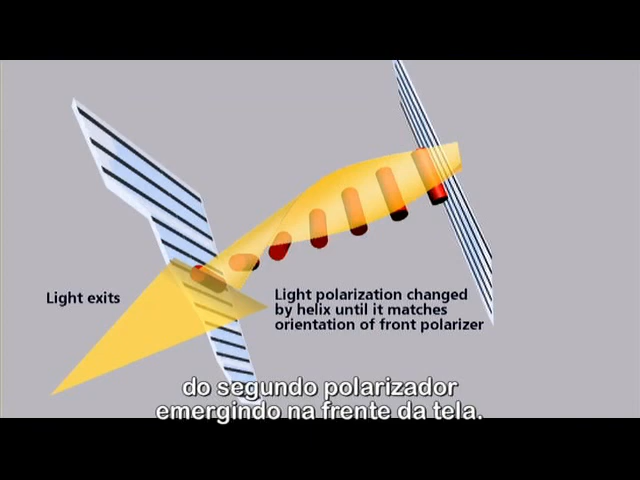 Light exits
Light polarization changed
by helix until it matches
orientation of front polarizer
do segundo polarizador
emergindo na frente da tela.